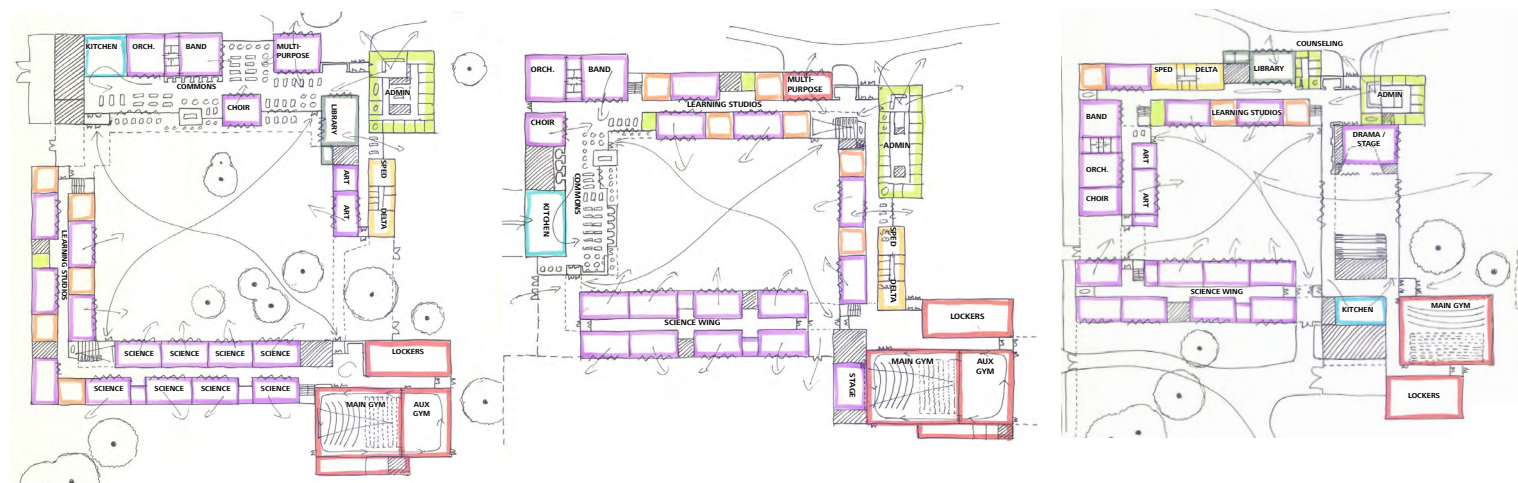 KITCHEN
ORCH.
BAND
MULTI-
PURPOSE
COMMONS
ADMIN
CHOIR
LIBRARY
ART
ART
SPED
DELTA
LEARNING STUDIOS
SCIENCE
SCIENCE
SCIENCE
SCIENCE
LOCKERS
SCIENCE
SCIENCE
SCIENCE
SCIENCE
MAIN GYM
AUX
GYM
ORCH.
BAND
MULTI-
PURPOSE
LEARNING STUDIOS
CHOIR
ADMIN
COMMONS
KITCHEN
SPED
DELTA
SCIENCE WING
LOCKERS
MAIN GYM
AUX
GYM
STAGE
COUNSELING
SPED
DELTA
LIBRARY
ADMIN
LEARNING STUDIOS
BAND
DRAMA /
STAGE
ART
ORCH.
CHOIR
ART
SCIENCE WING
KITCHEN
MAIN GYM
LOCKERS